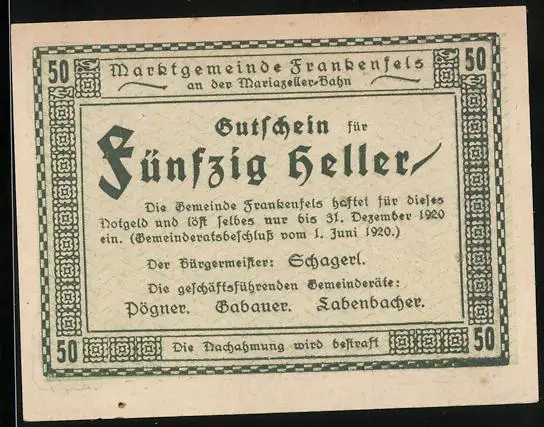 50 Marktgemeinde Frankenfels 50
an der Mariazeller-Bahn
Gutschein für
Fünfzig Heller
Die Gemeinde Frankenfels haftet für dieses
Notgeld und löst selbes nur bis 31. Dezember 1920
ein. (Gemeinderatsbeschluß vom 1. Juni 1920.)
Der Bürgermeister: Schagerl.
Die geschäftsführenden Gemeinderäte:
Pögner. Gabauer. Labenbacher.
50 Die Nachahmung wird bestraft 50